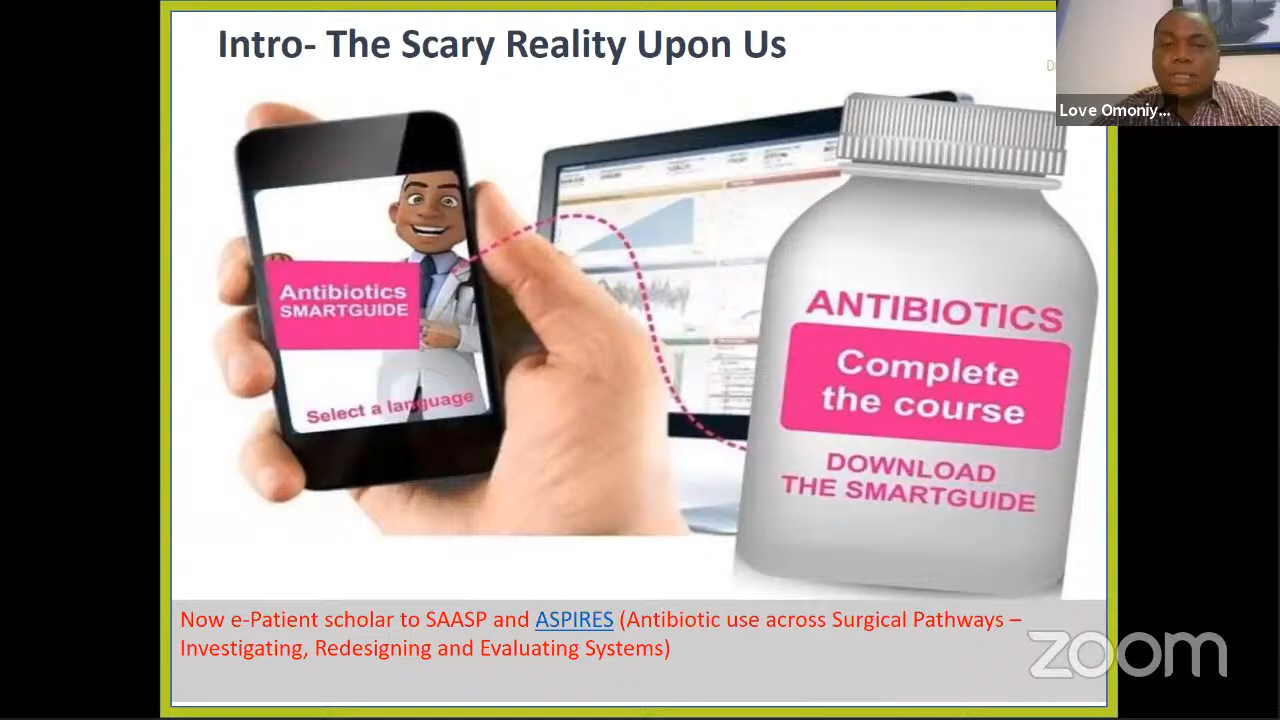 Intro- The Scary Reality Upon Us
Love Omoniy...
Antibiotics
SMARTGUIDE
Select a language
ANTIBIOTICS
Complete
the course
DOWNLOAD
THE SMARTGUIDE
Now e-Patient scholar to SAASP and ASPIRES (Antibiotic use across Surgical Pathways –
Investigating, Redesigning and Evaluating Systems)
zoom